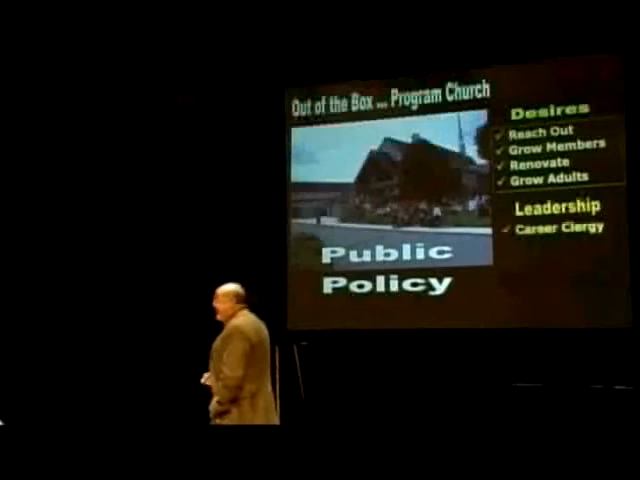 Out of the Box ... Program Church
Desires
✓ Reach Out
✓ Grow Members
✓ Renovate
✓ Grow Adults
Leadership
✓ Career Clergy
Public
Policy